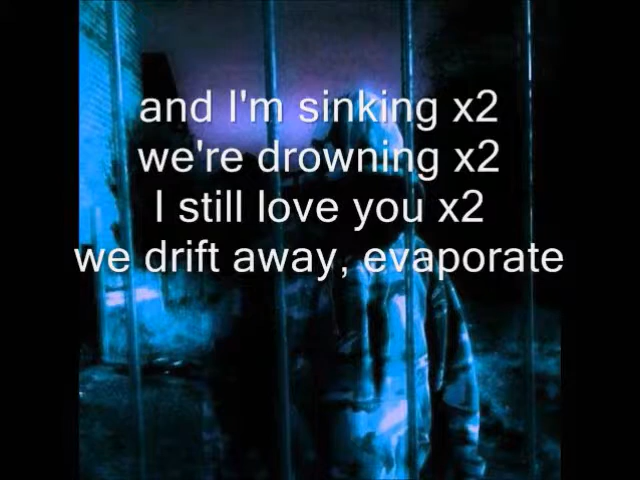 and I'm sinking x2
we're drowning x2
I still love you x2
we drift away, evaporate